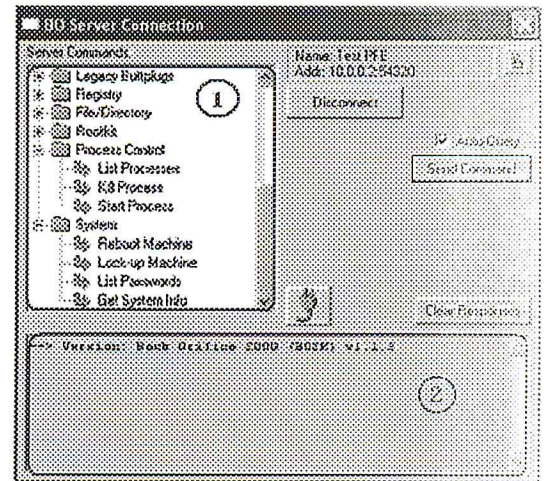 BO Server Connection
Server Commands
Name: Test PFE
Addr: 10.0.0.2:54320
Legacy Buttplugs
Registry
File/Directory
Rootkit
Process Control
List Processes
Kill Process
Start Process
System
Reboot Machine
Lock-up Machine
List Passwords
Get System Info
1
Disconnect
Auto Query
Send Command
Clear Responses
--> Version: Back Orifice 2000 (BO2K) v1.1.3
2